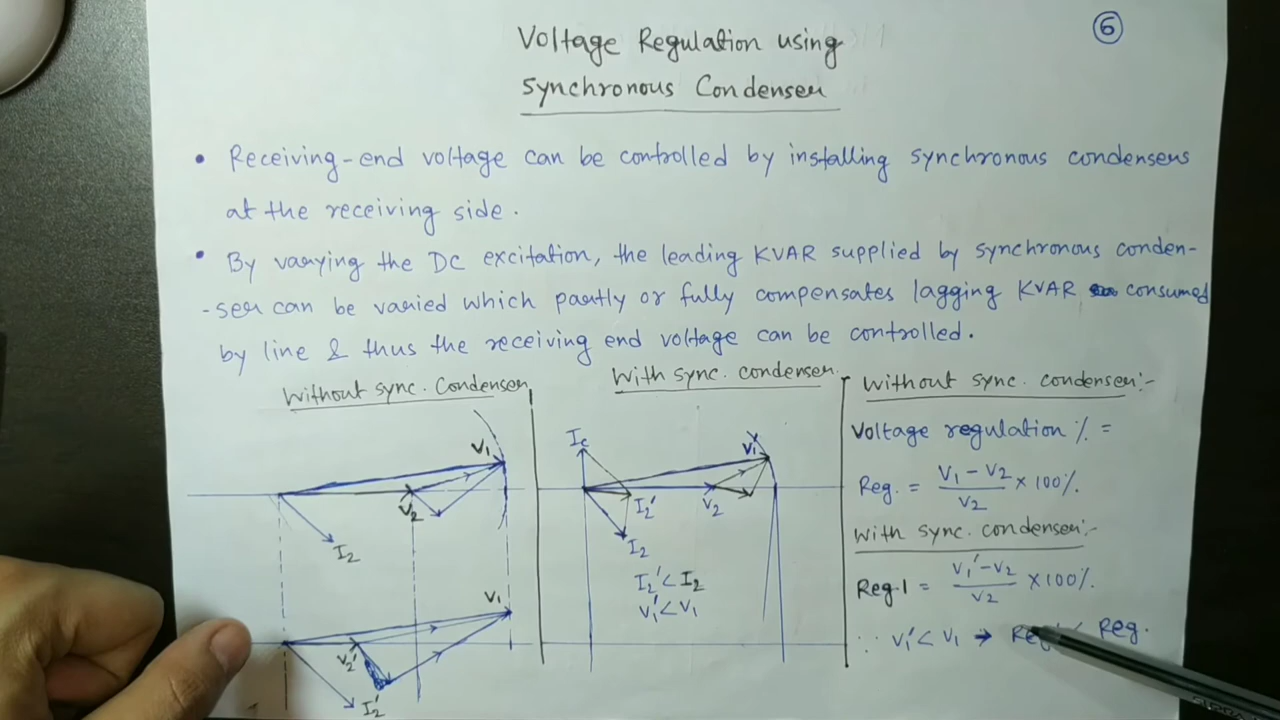 6
Voltage Regulation using
Synchronous Condenser
• Receiving-end voltage can be controlled by installing synchronous condensers
at the receiving side.
• By varying the DC excitation, the leading KVAR supplied by synchronous conden-
-ser can be varied which partly or fully compensates lagging KVAR consumed
by line & thus the receiving end voltage can be controlled.
Without sync. Condenser
V1
V2
I2
V1
V2'
I2'
With sync. condenser
Ic
V1'
I2'
V2
I2
I2' < I2
V1' < V1
Without sync. condenser:-
Voltage regulation % =
Reg. = V1 - V2 / V2 × 100%.
With sync. condenser:-
Reg.1 = V1' - V2 / V2 × 100%.
∴ V1' < V1 → Reg.